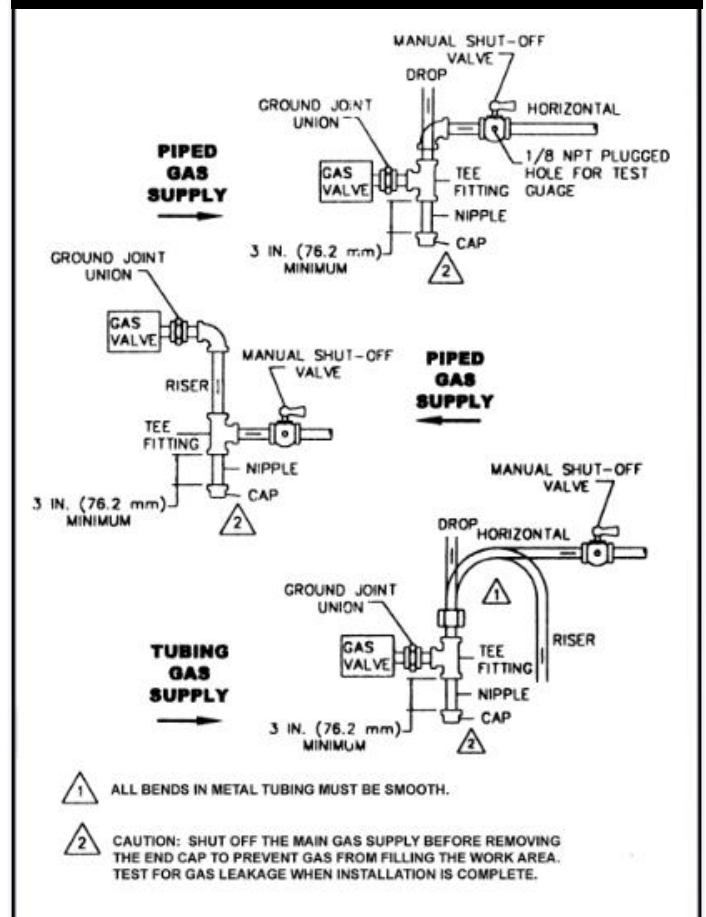 MANUAL SHUT-OFF
VALVE
DROP
GROUND JOINT
UNION
HORIZONTAL
PIPED
GAS
SUPPLY
GAS
VALVE
TEE
FITTING
1/8 NPT PLUGGED
HOLE FOR TEST
GUAGE
NIPPLE
3 IN. (76.2 mm)
MINIMUM
CAP
2
GROUND JOINT
UNION
GAS
VALVE
MANUAL SHUT-OFF
VALVE
RISER
PIPED
GAS
SUPPLY
TEE
FITTING
NIPPLE
3 IN. (76.2 mm)
MINIMUM
CAP
2
MANUAL SHUT-OFF
VALVE
DROP
HORIZONTAL
1
GROUND JOINT
UNION
RISER
TUBING
GAS
SUPPLY
GAS
VALVE
TEE
FITTING
NIPPLE
3 IN. (76.2 mm)
MINIMUM
CAP
2
1 ALL BENDS IN METAL TUBING MUST BE SMOOTH.
2 CAUTION: SHUT OFF THE MAIN GAS SUPPLY BEFORE REMOVING
THE END CAP TO PREVENT GAS FROM FILLING THE WORK AREA.
TEST FOR GAS LEAKAGE WHEN INSTALLATION IS COMPLETE.